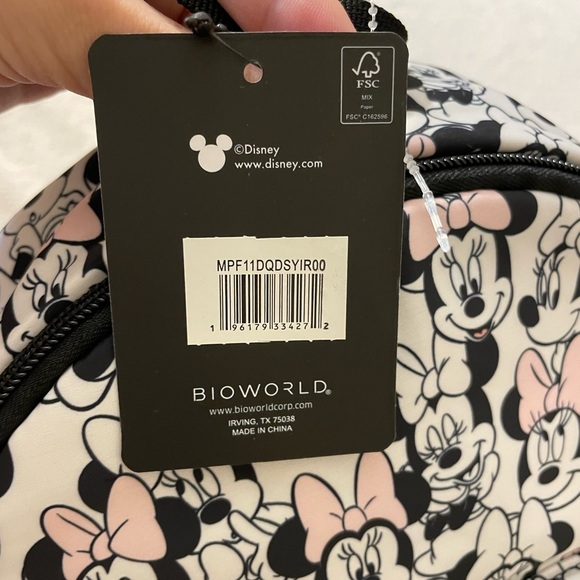 FSC
MIX
Paper
FSC® C162596
©Disney
www.disney.com
MPF11DQDSYIR00
1 96179 33427 2
BIOWORLD®
www.bioworldcorp.com
IRVING, TX 75038
MADE IN CHINA